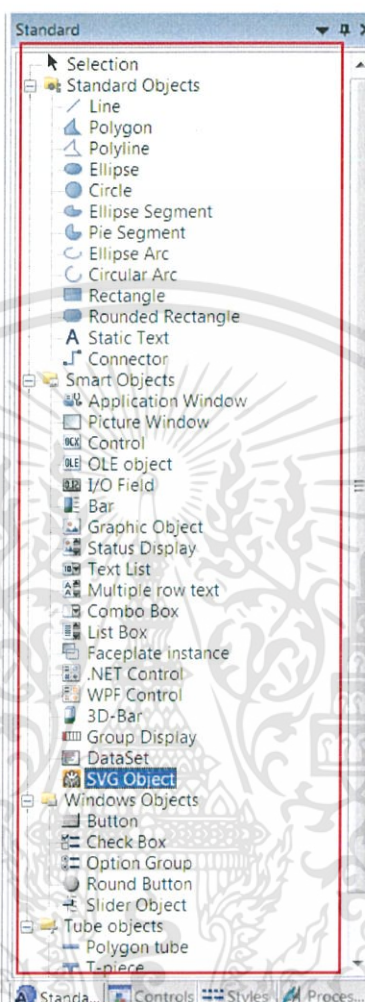 Standard
Selection
Standard Objects
Line
Polygon
Polyline
Ellipse
Circle
Ellipse Segment
Pie Segment
Ellipse Arc
Circular Arc
Rectangle
Rounded Rectangle
A Static Text
Connector
Smart Objects
Application Window
Picture Window
OCX Control
OLE OLE object
I/O Field
Bar
Graphic Object
Status Display
Text List
Multiple row text
Combo Box
List Box
Faceplate instance
.NET Control
WPF Control
3D-Bar
Group Display
DataSet
SVG Object
Windows Objects
Button
Check Box
Option Group
Round Button
Slider Object
Tube objects
Polygon tube
T-piece
Standa... Controls Styles Proces...